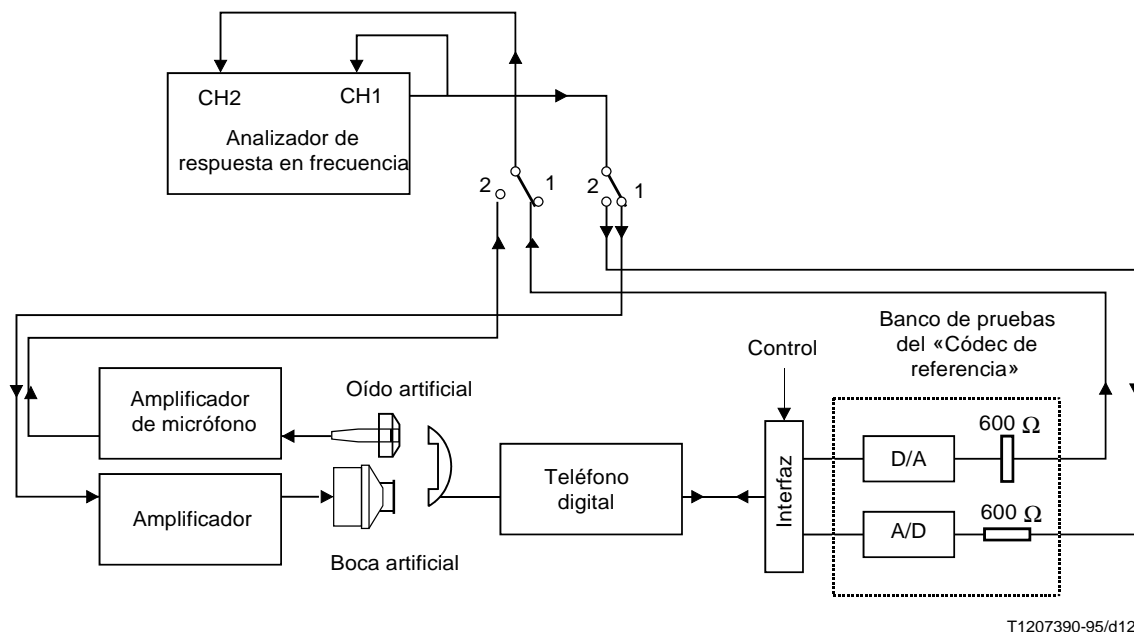 CH2
CH1
Analizador de
respuesta en frecuencia
2
1
2
1
Banco de pruebas
del «Códec de
referencia»
Control
Oído artificial
Amplificador
de micrófono
600 Ω
D/A
Teléfono
digital
Interfaz
600 Ω
Amplificador
A/D
Boca artificial
T1207390-95/d12